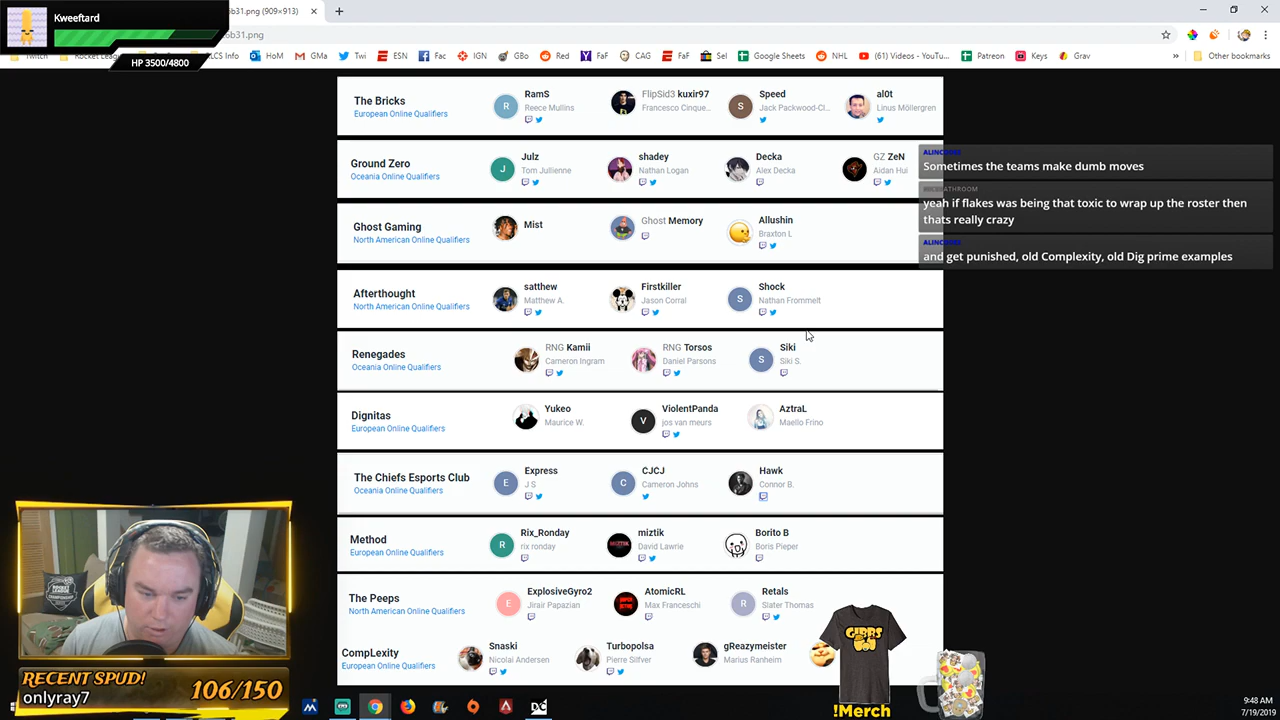 Kweeftard
HP 3500/4800
6b31.png (909×913)
6b31.png
Twitch
Rocket Lea
LCS Info
HoM
GMa
Twi
ESN
Fac
IGN
GBo
Red
FaF
CAG
FaF
Sel
Google Sheets
NHL
(61) Videos - YouTu...
Patreon
Keys
Grav
»
Other bookmarks
The Bricks
European Online Qualifiers
RamS
Reece Mullins
FlipSid3 kuxir97
Francesco Cinque...
Speed
Jack Packwood-Cl...
al0t
Linus Möllergren
Ground Zero
Oceania Online Qualifiers
Julz
Tom Jullienne
shadey
Nathan Logan
Decka
Alex Decka
GZ ZeN
Aidan Hui
Ghost Gaming
North American Online Qualifiers
Mist
Ghost Memory
Allushin
Braxton L
Afterthought
North American Online Qualifiers
satthew
Matthew A.
Firstkiller
Jason Corral
Shock
Nathan Frommelt
Renegades
Oceania Online Qualifiers
RNG Kamii
Cameron Ingram
RNG Torsos
Daniel Parsons
Siki
Siki S.
Dignitas
European Online Qualifiers
Yukeo
Maurice W.
ViolentPanda
jos van meurs
AztraL
Maello Frino
The Chiefs Esports Club
Oceania Online Qualifiers
Express
J S
CJCJ
Cameron Johns
Hawk
Connor B.
Method
European Online Qualifiers
Rix_Ronday
rix ronday
miztik
David Lawrie
Borito B
Boris Pieper
The Peeps
North American Online Qualifiers
ExplosiveGyro2
Jirair Papazian
AtomicRL
Max Franceschi
Retals
Slater Thomas
CompLexity
European Online Qualifiers
Snaski
Nicolai Andersen
Turbopolsa
Pierre Silfver
gReazymeister
Marius Ranheim
Sometimes the teams make dumb moves
yeah if flakes was being that toxic to wrap up the roster then
thats really crazy
and get punished, old Complexity, old Dig prime examples
RECENT SPUD!
onlyray7
106/150
GIBBS
!Merch
9:48 AM
7/19/2019